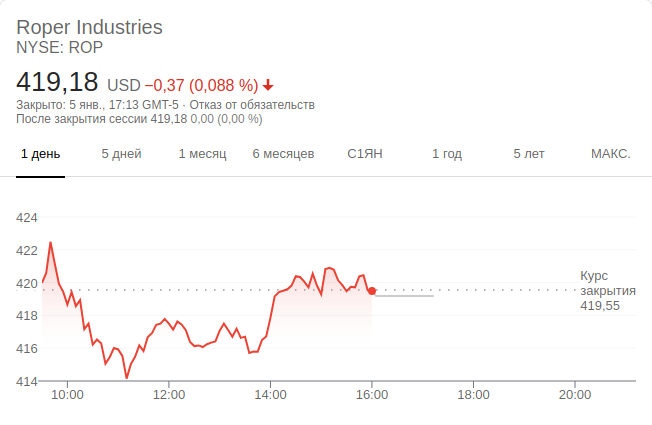 Roper Industries
NYSE: ROP
419,18 USD −0,37 (0,088 %)
Закрыто: 5 янв., 17:13 GMT-5 · Отказ от обязательств
После закрытия сессии 419,18 0,00 (0,00 %)
1 день 5 дней 1 месяц 6 месяцев С1ЯН 1 год 5 лет МАКС.
424
422
420
418
416
414
Курс
закрытия
419,55
10:00 12:00 14:00 16:00 18:00 20:00